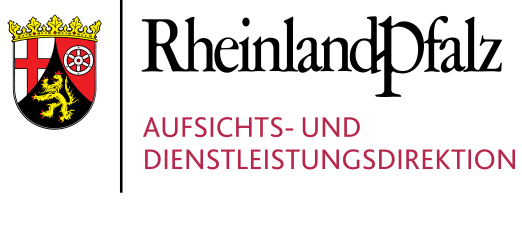 RheinlandPfalz
AUFSICHTS- UND
DIENSTLEISTUNGSDIREKTION